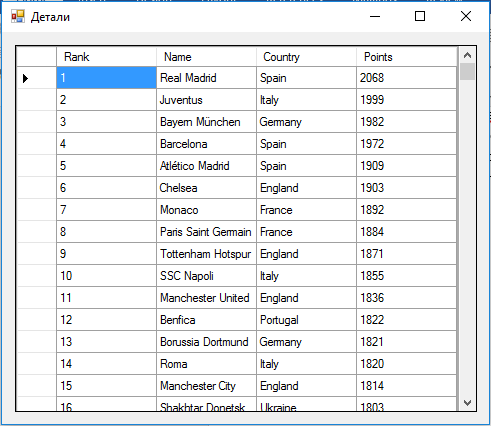 Детали
Rank Name Country Points
1 Real Madrid Spain 2068
2 Juventus Italy 1999
3 Bayern München Germany 1982
4 Barcelona Spain 1972
5 Atlético Madrid Spain 1909
6 Chelsea England 1903
7 Monaco France 1892
8 Paris Saint Germain France 1884
9 Tottenham Hotspur England 1871
10 SSC Napoli Italy 1855
11 Manchester United England 1836
12 Benfica Portugal 1822
13 Borussia Dortmund Germany 1821
14 Roma Italy 1820
15 Manchester City England 1814
16 Shakhtar Donetsk Ukraine 1803